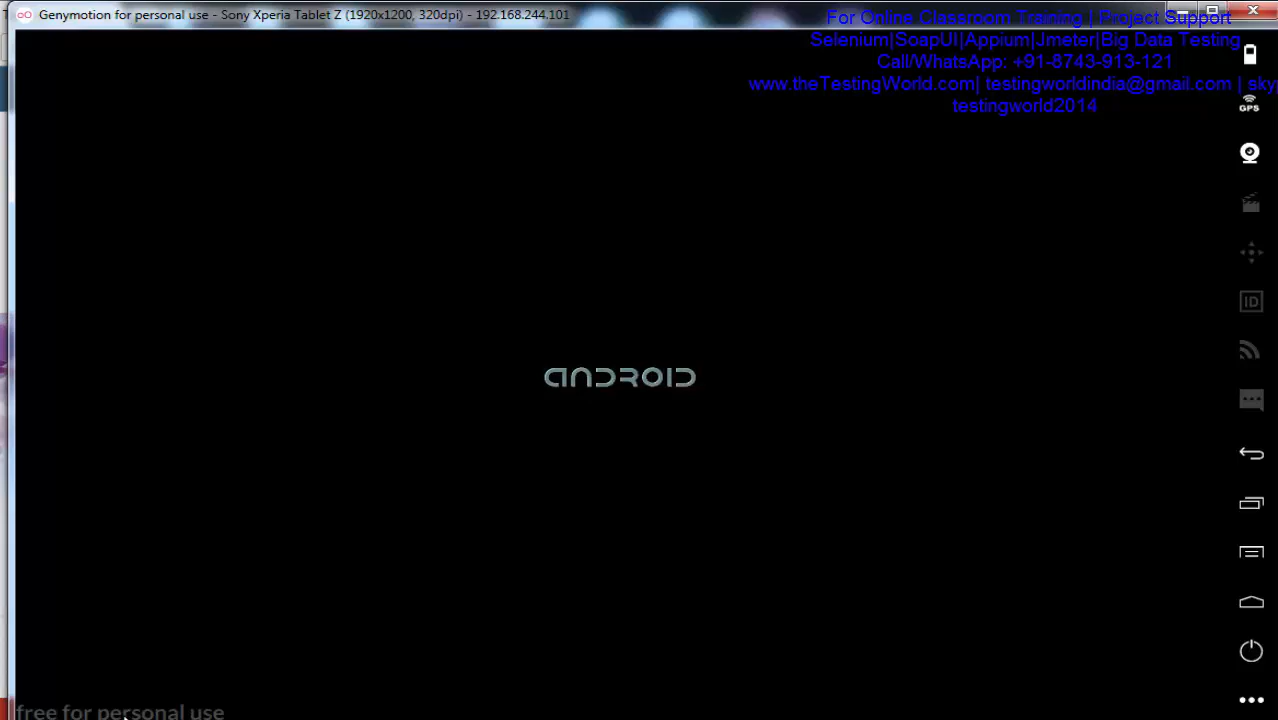 Genymotion for personal use - Sony Xperia Tablet Z (1920x1200, 320dpi) - 192.168.244.101
For Online Classroom Training | Project Support
Selenium|SoapUI|Appium|Jmeter|Big Data Testing
Call/WhatsApp: +91-8743-913-121
www.theTestingWorld.com| testingworldindia@gmail.com | sky
testingworld2014
GPS
ID
ANDROID
free for personal use